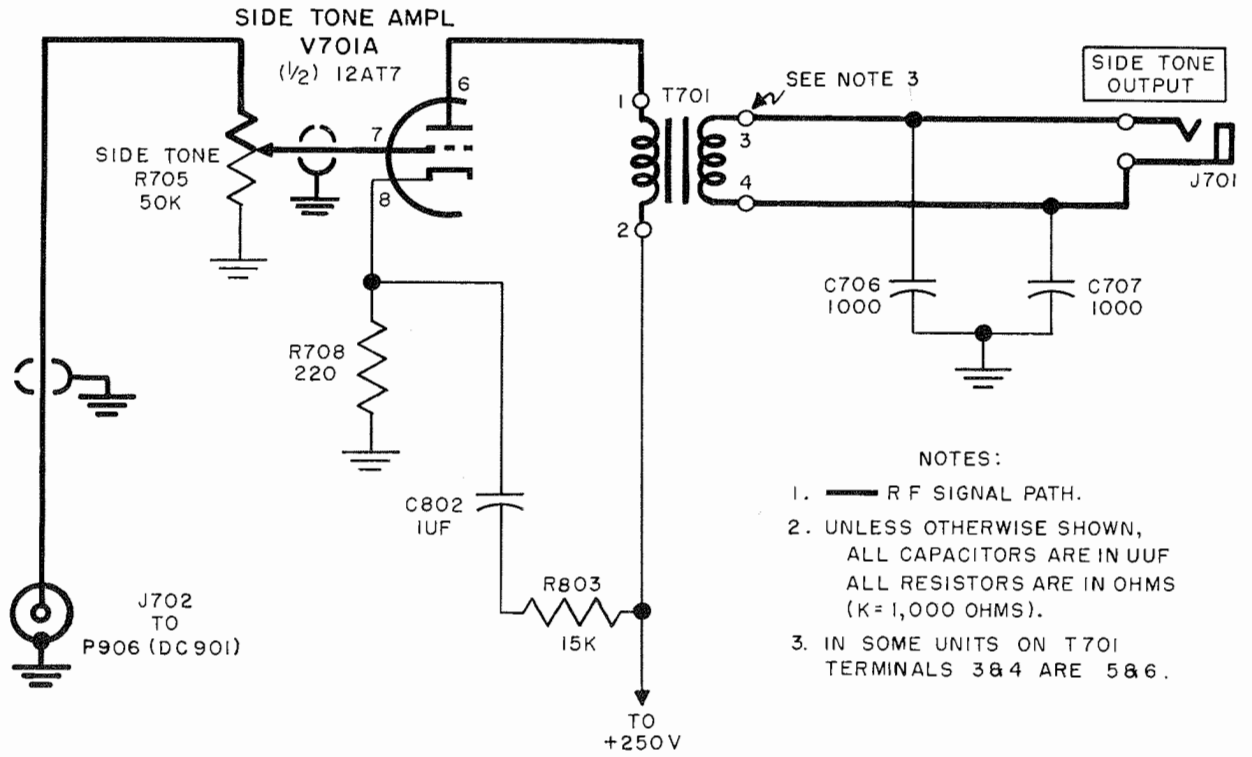 SIDE TONE AMPL
V701A
(1/2) 12AT7
6
7
8
SIDE TONE
R705
50K
1
T701
2
SEE NOTE 3
3
4
SIDE TONE
OUTPUT
J701
C706
1000
C707
1000
R708
220
C802
1UF
R803
15K
J702
TO
P906 (DC901)
TO
+250V
NOTES:
1. RF SIGNAL PATH.
2. UNLESS OTHERWISE SHOWN,
ALL CAPACITORS ARE IN UUF
ALL RESISTORS ARE IN OHMS
(K=1,000 OHMS).
3. IN SOME UNITS ON T701
TERMINALS 3&4 ARE 5&6.